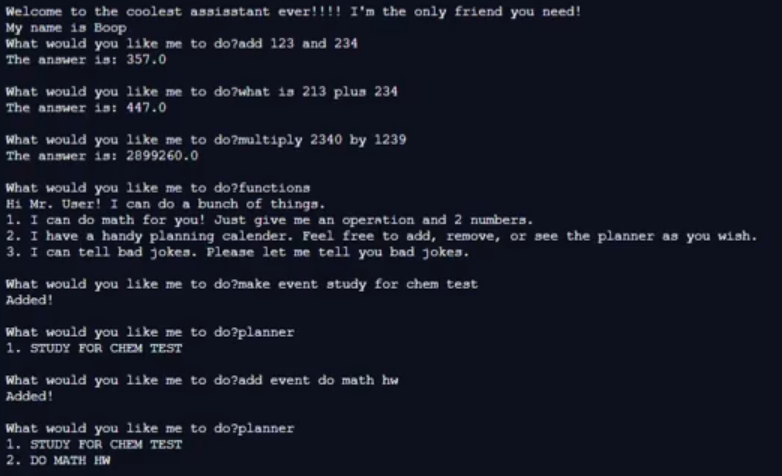 Welcome to the coolest assisstant ever!!!! I'm the only friend you need!
My name is Boop
What would you like me to do?add 123 and 234
The answer is: 357.0
What would you like me to do?what is 213 plus 234
The answer is: 447.0
What would you like me to do?multiply 2340 by 1239
The answer is: 2899260.0
What would you like me to do?functions
Hi Mr. User! I can do a bunch of things.
1. I can do math for you! Just give me an operation and 2 numbers.
2. I have a handy planning calender. Feel free to add, remove, or see the planner as you wish.
3. I can tell bad jokes. Please let me tell you bad jokes.
What would you like me to do?make event study for chem test
Added!
What would you like me to do?planner
1. STUDY FOR CHEM TEST
What would you like me to do?add event do math hw
Added!
What would you like me to do?planner
1. STUDY FOR CHEM TEST
2. DO MATH HW